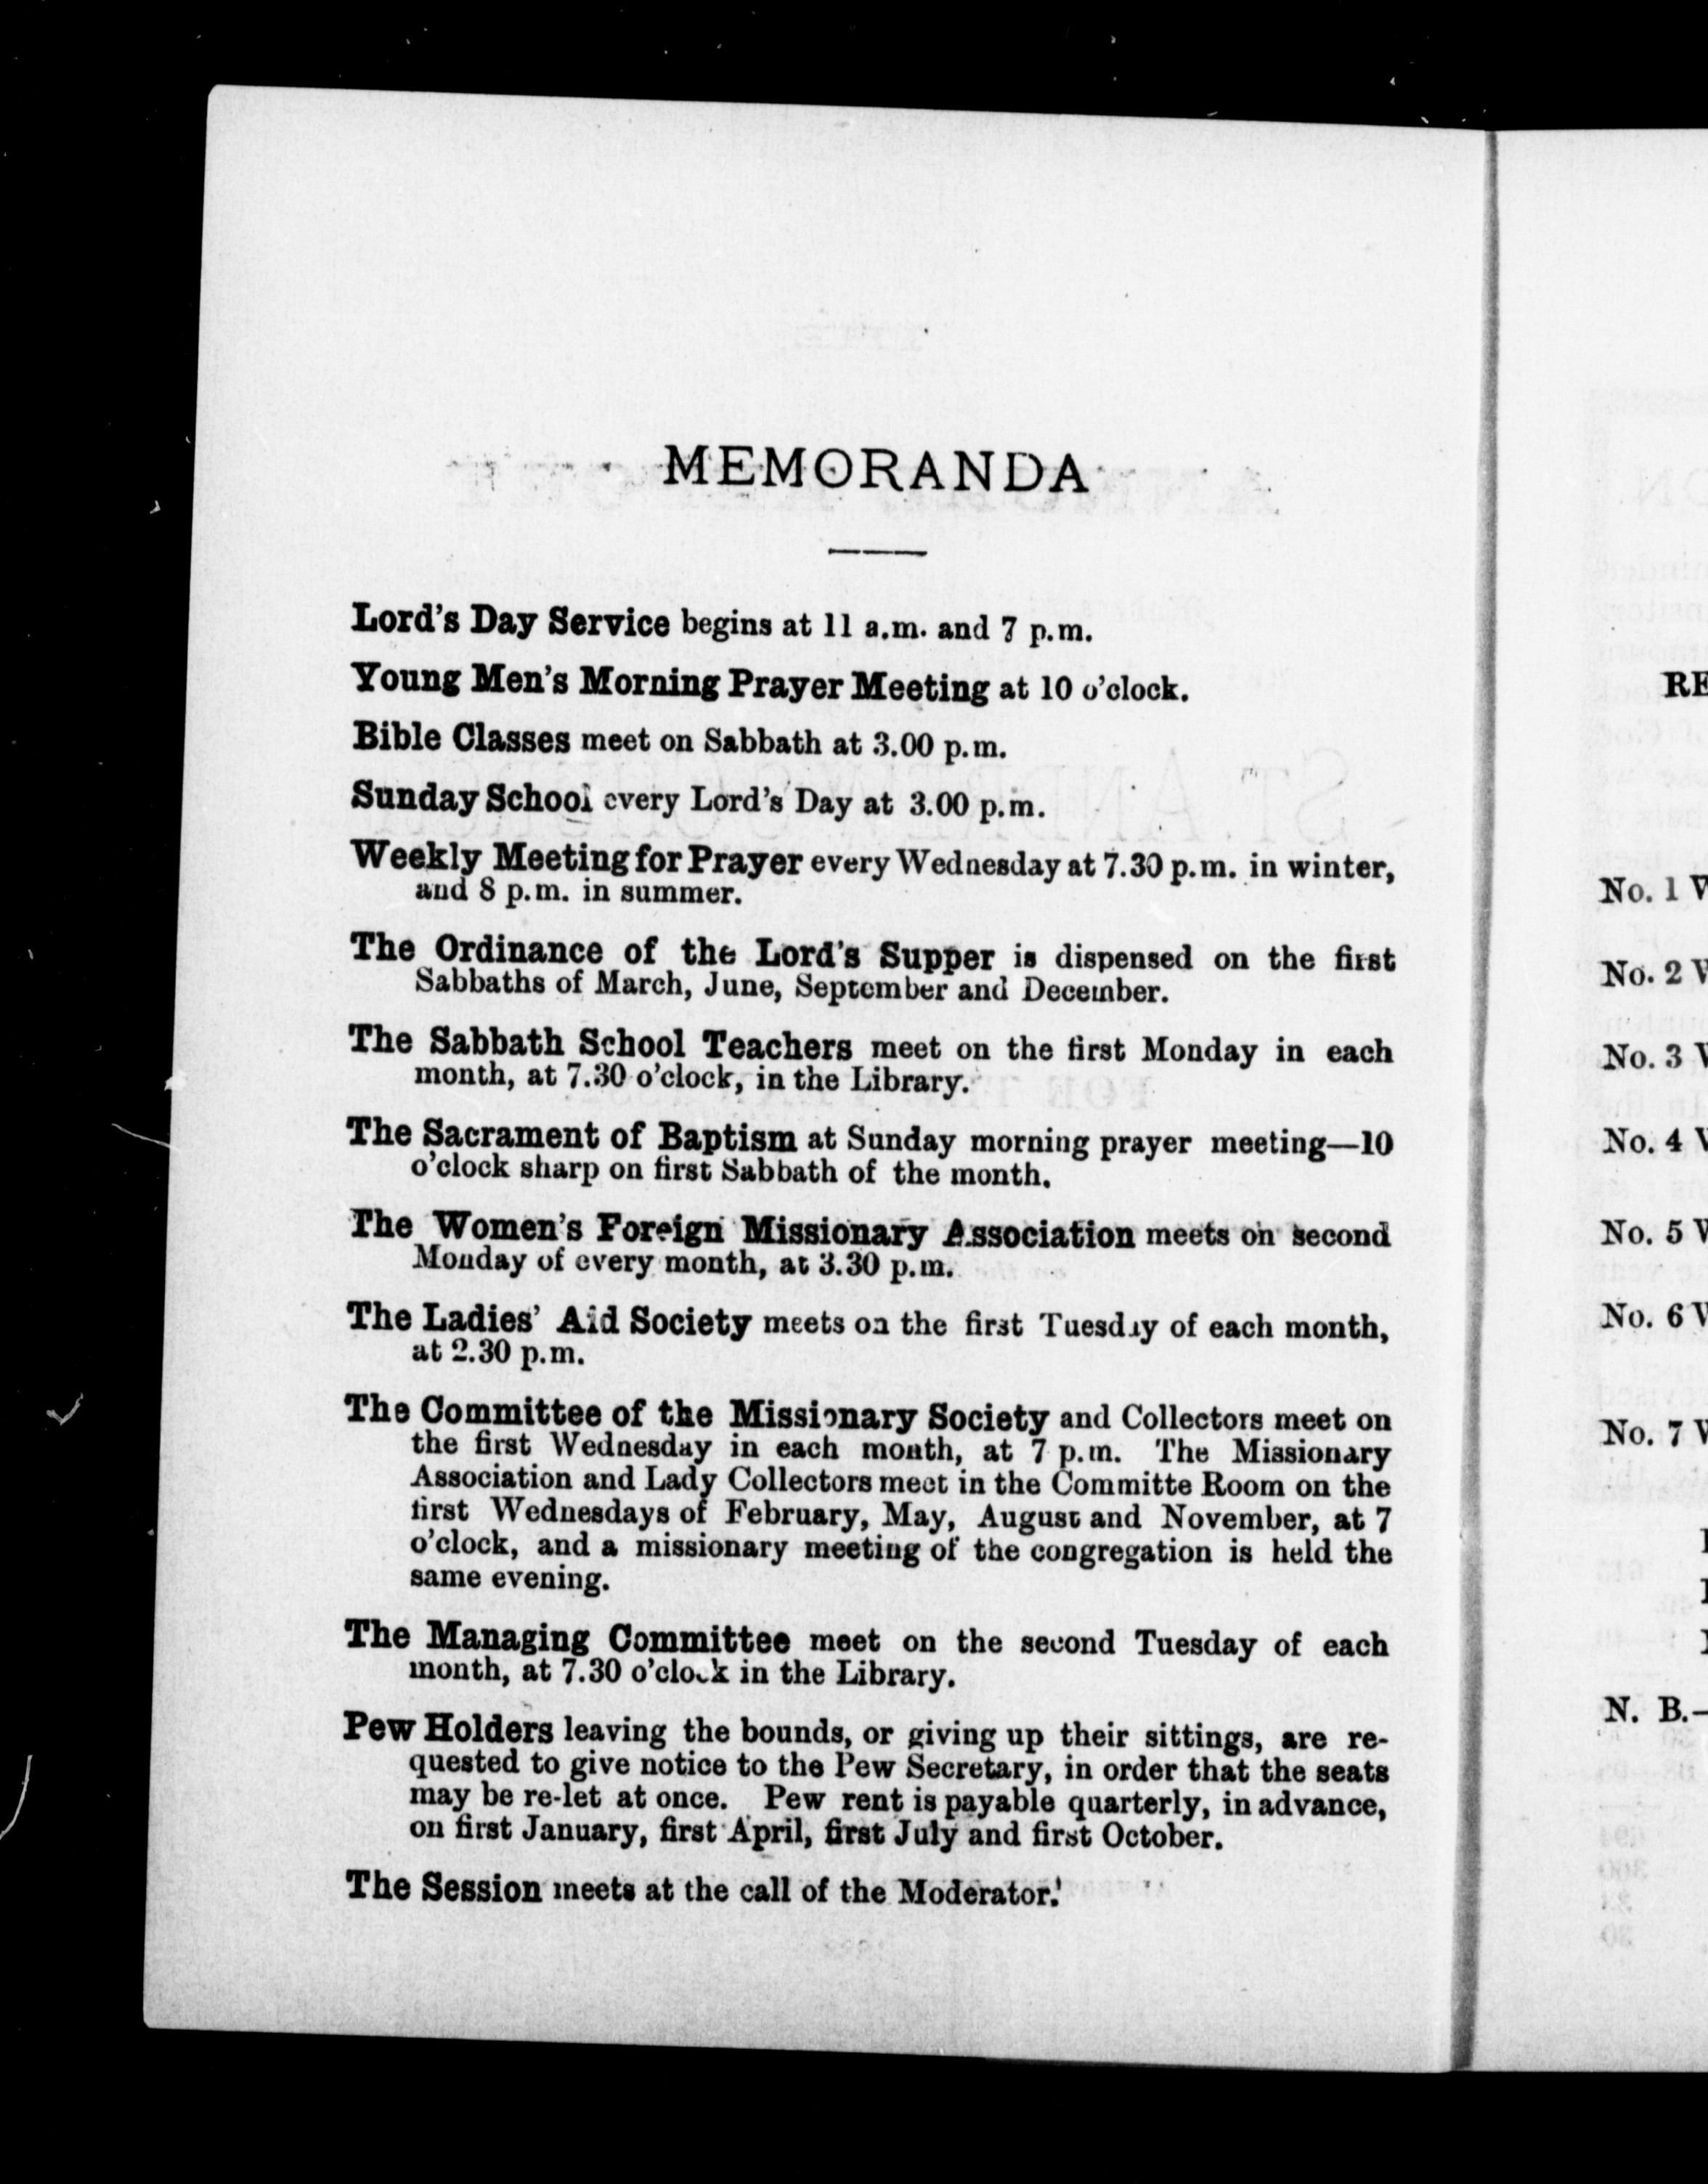 MEMORANDA
Lord's Day Service begins at 11 a.m. and 7 p.m.
Young Men's Morning Prayer Meeting at 10 o'clock.
Bible Classes meet on Sabbath at 3.00 p.m.
Sunday School every Lord's Day at 3.00 p.m.
Weekly Meeting for Prayer every Wednesday at 7.30 p.m. in winter,
and 8 p.m. in summer.
The Ordinance of the Lord's Supper is dispensed on the first
Sabbaths of March, June, September and December.
The Sabbath School Teachers meet on the first Monday in each
month, at 7.30 o'clock, in the Library.
The Sacrament of Baptism at Sunday morning prayer meeting—10
o'clock sharp on first Sabbath of the month.
The Women's Foreign Missionary Association meets on second
Monday of every month, at 3.30 p.m.
The Ladies' Aid Society meets on the first Tuesday of each month,
at 2.30 p.m.
The Committee of the Missionary Society and Collectors meet on
the first Wednesday in each month, at 7 p.m. The Missionary
Association and Lady Collectors meet in the Committe Room on the
first Wednesdays of February, May, August and November, at 7
o'clock, and a missionary meeting of the congregation is held the
same evening.
The Managing Committee meet on the second Tuesday of each
month, at 7.30 o'clock in the Library.
Pew Holders leaving the bounds, or giving up their sittings, are re-
quested to give notice to the Pew Secretary, in order that the seats
may be re-let at once. Pew rent is payable quarterly, in advance,
on first January, first April, first July and first October.
The Session meets at the call of the Moderator.
RE
No. 1
No. 2
No. 3
No. 4
No. 5
No. 6
No. 7
N. B.—